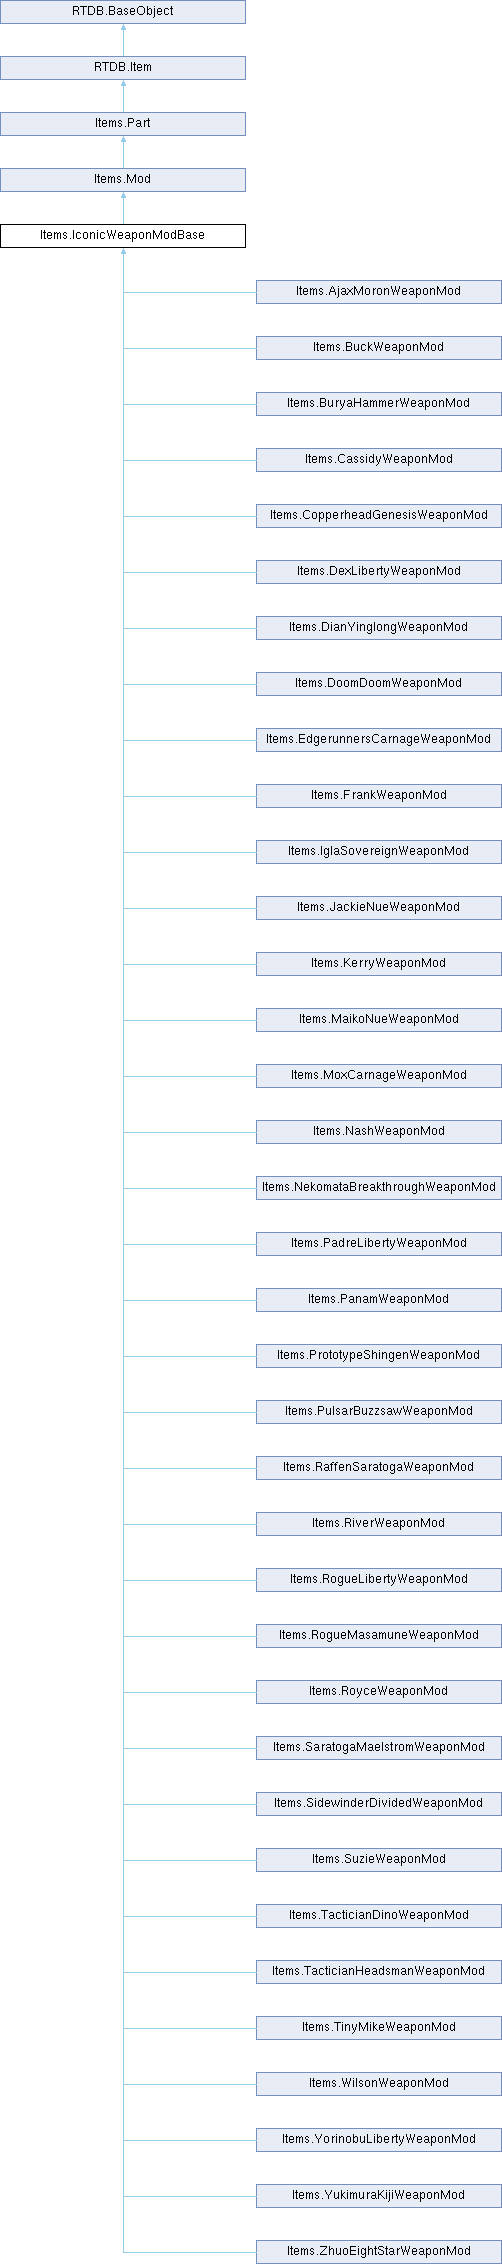 RTDB.BaseObject
RTDB.Item
Items.Part
Items.Mod
Items.IconicWeaponModBase
Items.AjaxMoronWeaponMod
Items.BuckWeaponMod
Items.BuryaHammerWeaponMod
Items.CassidyWeaponMod
Items.CopperheadGenesisWeaponMod
Items.DexLibertyWeaponMod
Items.DianYinglongWeaponMod
Items.DoomDoomWeaponMod
Items.EdgerunnersCarnageWeaponMod
Items.FrankWeaponMod
Items.IglaSovereignWeaponMod
Items.JackieNueWeaponMod
Items.KerryWeaponMod
Items.MaikoNueWeaponMod
Items.MoxCarnageWeaponMod
Items.NashWeaponMod
Items.NekomataBreakthroughWeaponMod
Items.PadreLibertyWeaponMod
Items.PanamWeaponMod
Items.PrototypeShingenWeaponMod
Items.PulsarBuzzsawWeaponMod
Items.RaffenSaratogaWeaponMod
Items.RiverWeaponMod
Items.RogueLibertyWeaponMod
Items.RogueMasamuneWeaponMod
Items.RoyceWeaponMod
Items.SaratogaMaelstromWeaponMod
Items.SidewinderDividedWeaponMod
Items.SuzieWeaponMod
Items.TacticianDinoWeaponMod
Items.TacticianHeadsmanWeaponMod
Items.TinyMikeWeaponMod
Items.WilsonWeaponMod
Items.YorinobuLibertyWeaponMod
Items.YukimuraKijiWeaponMod
Items.ZhuoEightStarWeaponMod